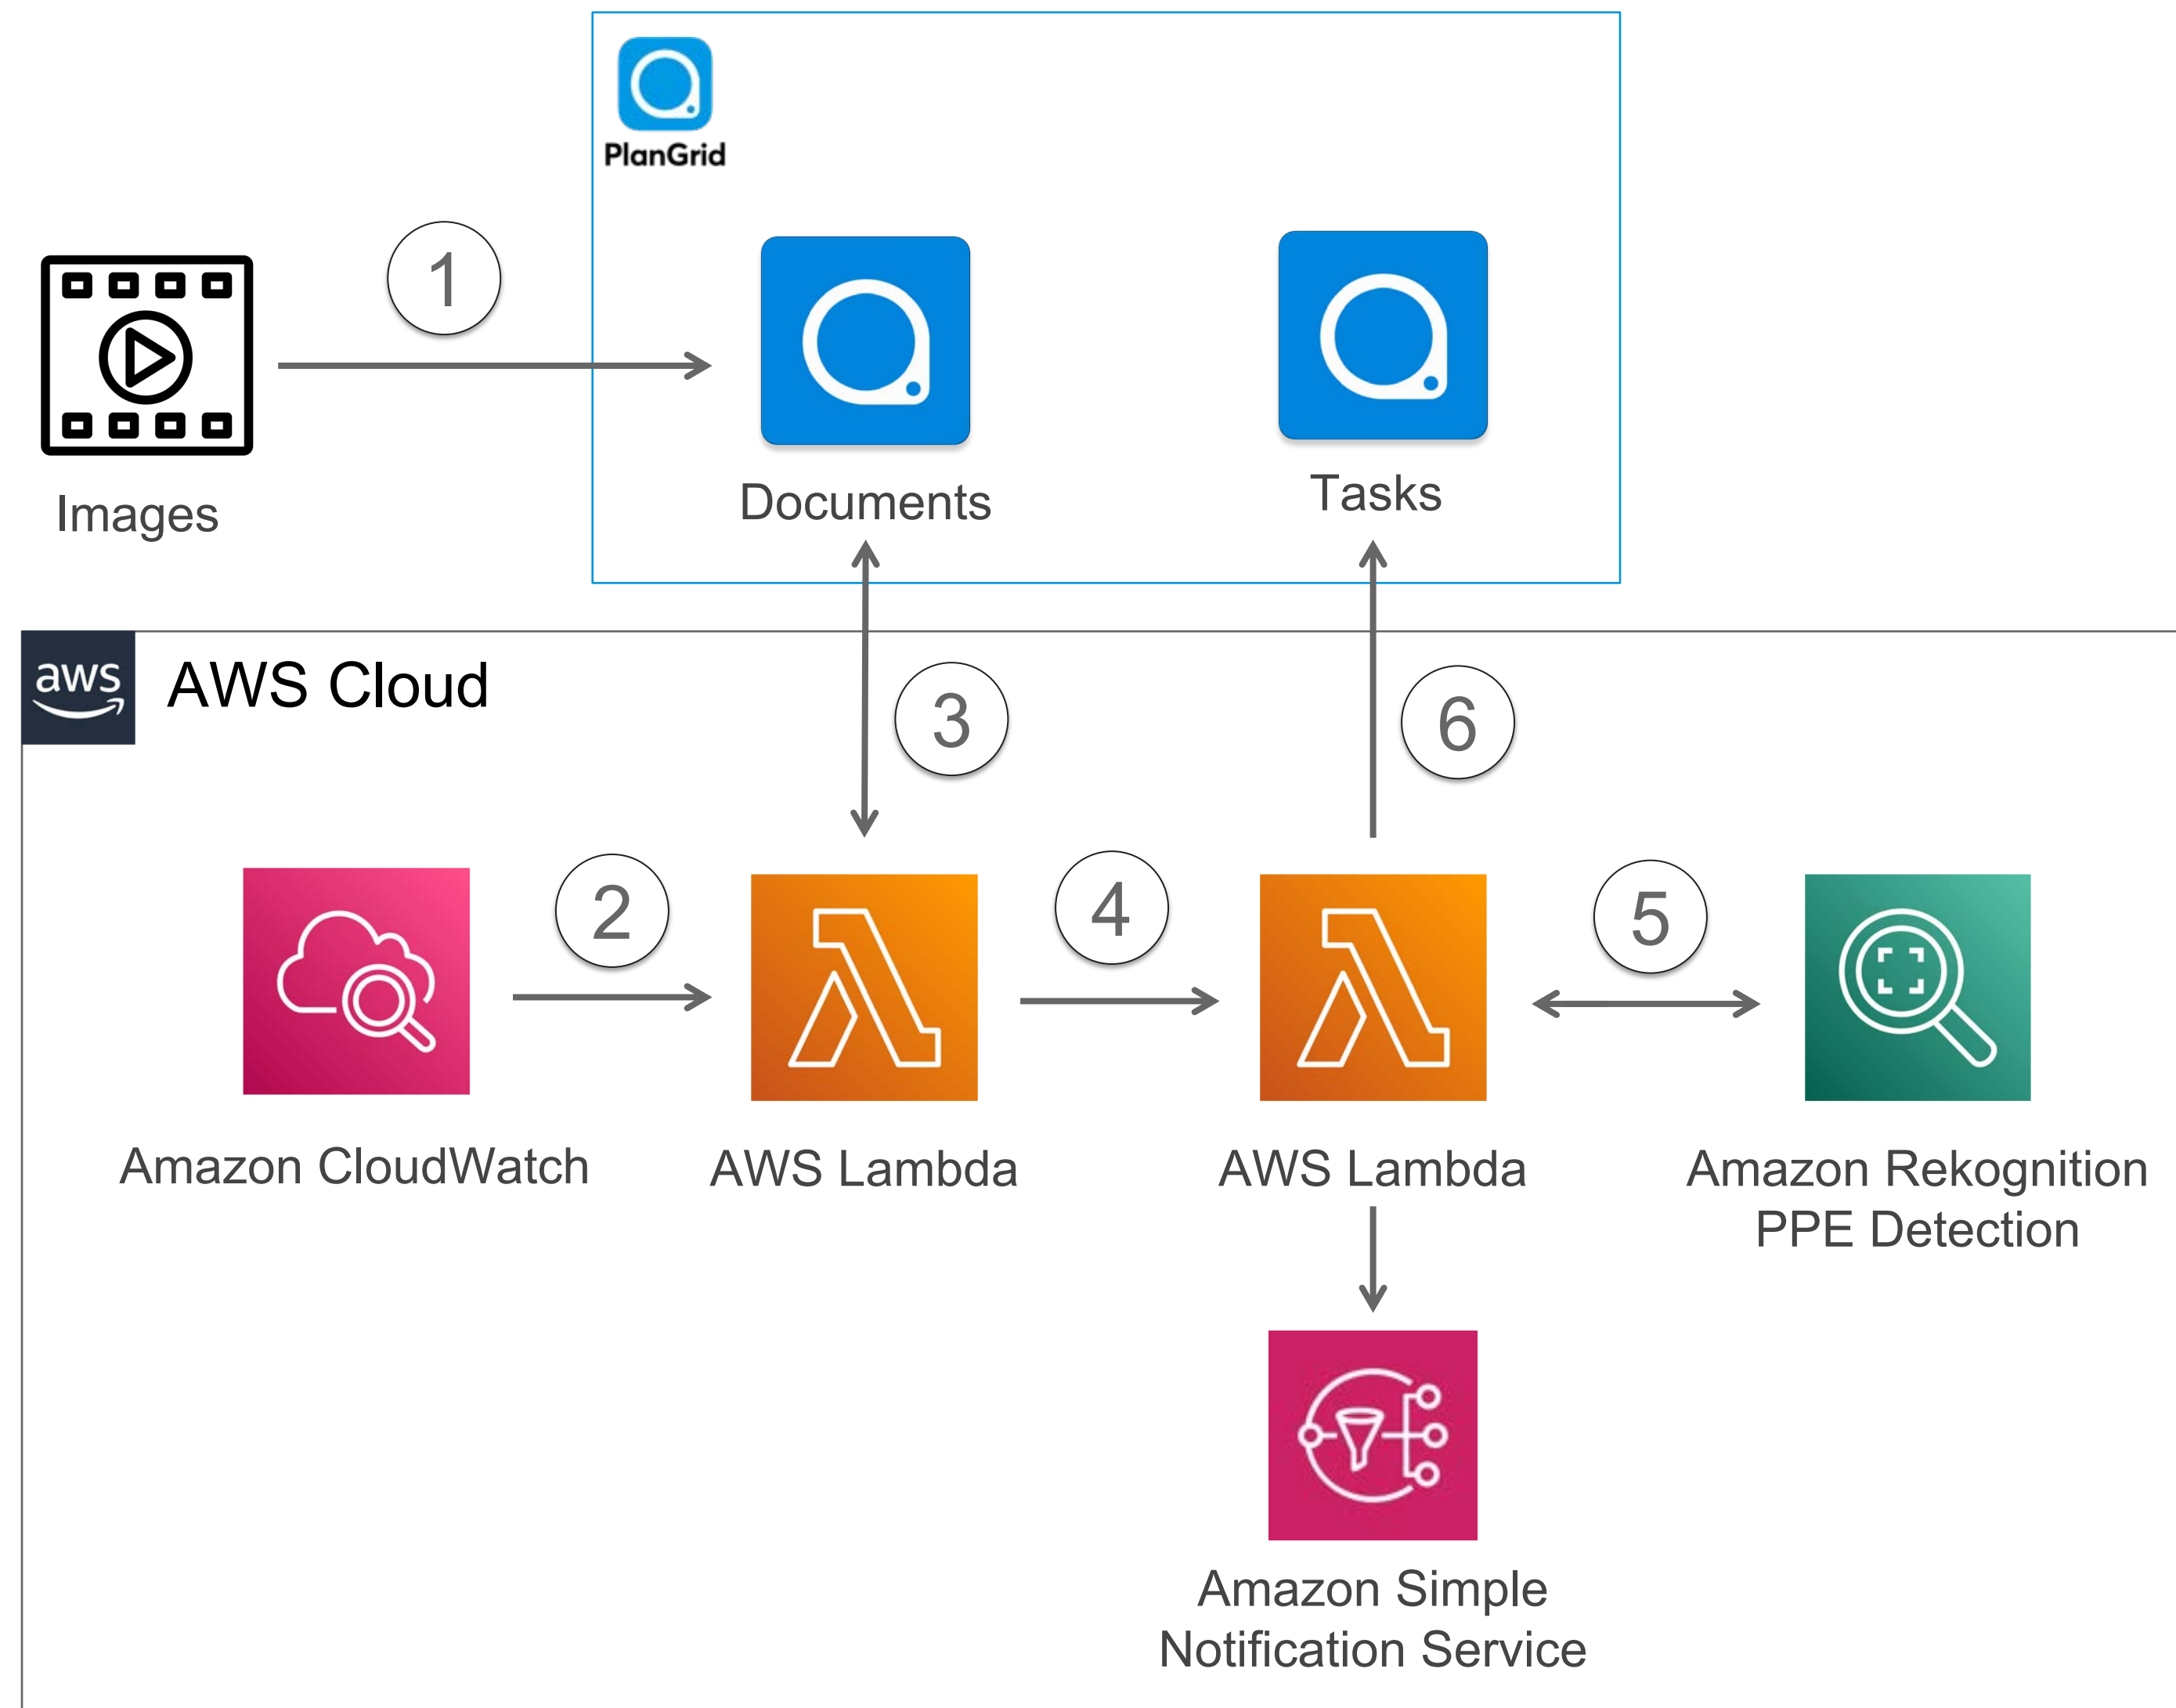 PlanGrid
1
Images
Documents
Tasks
aws
AWS Cloud
3
6
2
4
5
Amazon CloudWatch
AWS Lambda
AWS Lambda
Amazon Rekognition
PPE Detection
Amazon Simple
Notification Service